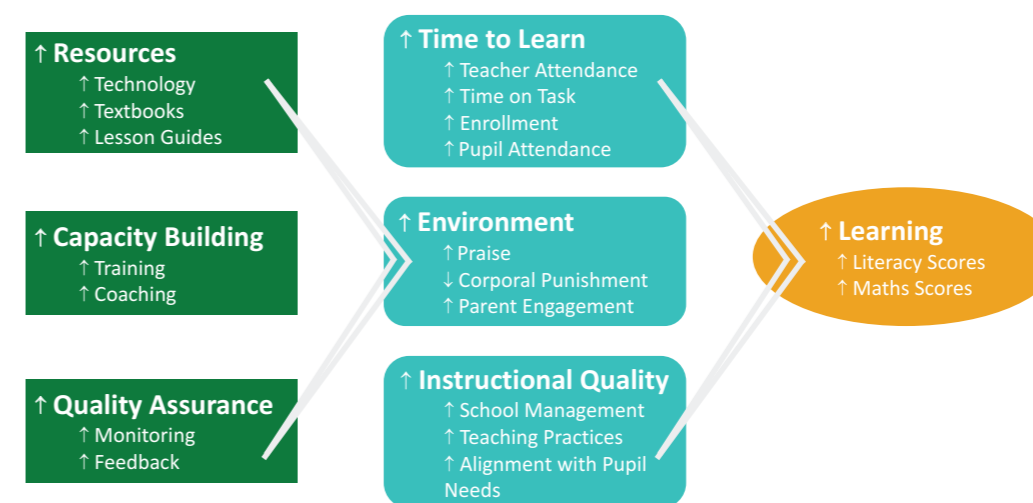 ↑ Resources
↑ Technology
↑ Textbooks
↑ Lesson Guides
↑ Capacity Building
↑ Training
↑ Coaching
↑ Quality Assurance
↑ Monitoring
↑ Feedback
↑ Time to Learn
↑ Teacher Attendance
↑ Time on Task
↑ Enrollment
↑ Pupil Attendance
↑ Environment
↑ Praise
↓ Corporal Punishment
↑ Parent Engagement
↑ Instructional Quality
↑ School Management
↑ Teaching Practices
↑ Alignment with Pupil
Needs
↑ Learning
↑ Literacy Scores
↑ Maths Scores